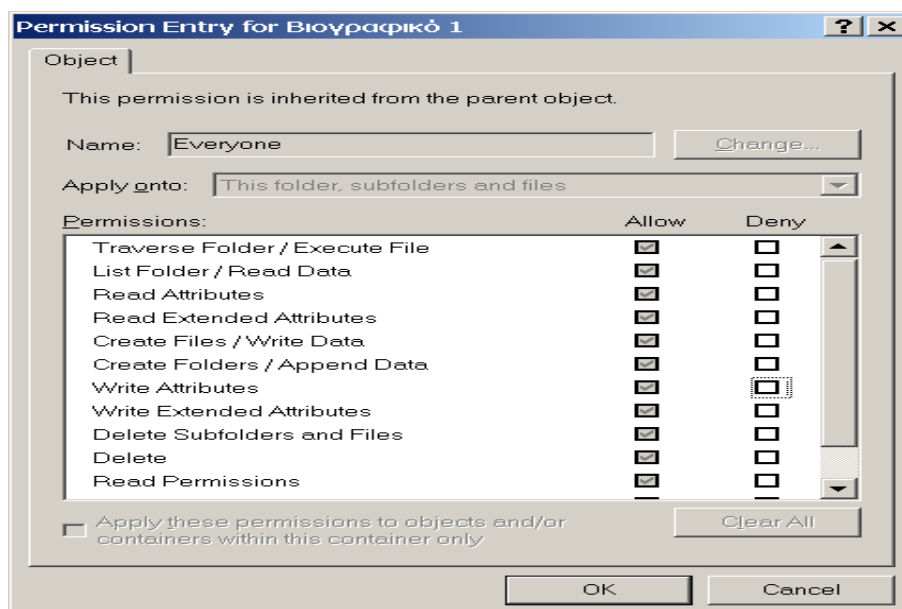 Permission Entry for Βιογραφικό 1
Object
This permission is inherited from the parent object.
Name: Everyone Change...
Apply onto: This folder, subfolders and files
Permissions: Allow Deny
Traverse Folder / Execute File
List Folder / Read Data
Read Attributes
Read Extended Attributes
Create Files / Write Data
Create Folders / Append Data
Write Attributes
Write Extended Attributes
Delete Subfolders and Files
Delete
Read Permissions
Apply these permissions to objects and/or Clear All
containers within this container only
OK Cancel